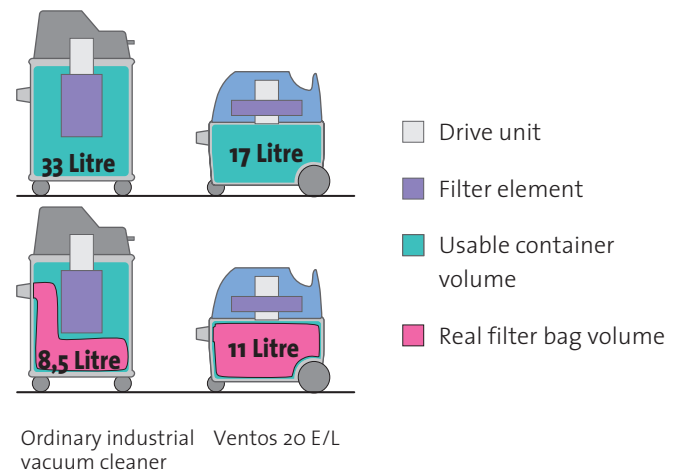 33 Litre
17 Litre
8,5 Litre
11 Litre
Drive unit
Filter element
Usable container
volume
Real filter bag volume
Ordinary industrial
vacuum cleaner
Ventos 20 E/L